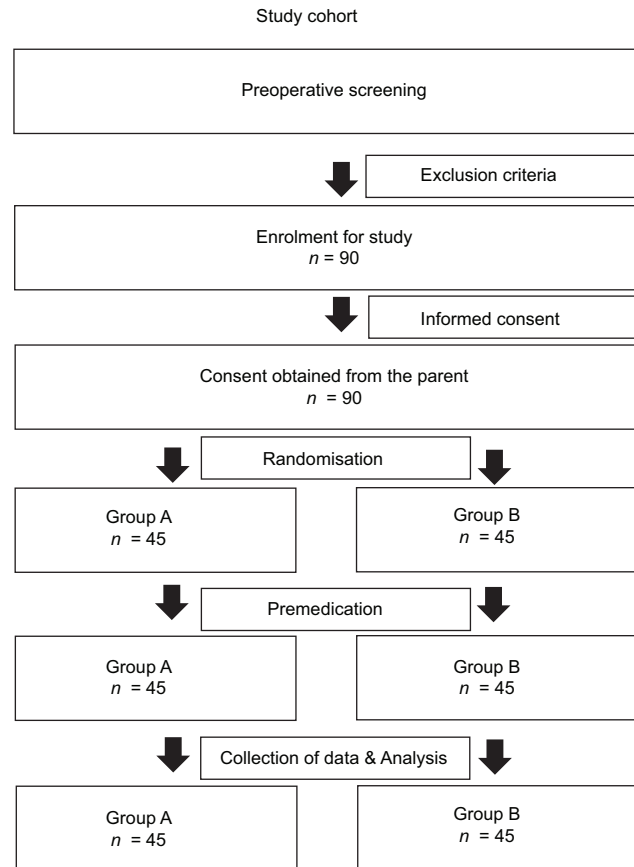 Study cohort
Preoperative screening
Exclusion criteria
Enrolment for study
n = 90
Informed consent
Consent obtained from the parent
n = 90
Randomisation
Group A
n = 45
Group B
n = 45
Premedication
Group A
n = 45
Group B
n = 45
Collection of data & Analysis
Group A
n = 45
Group B
n = 45